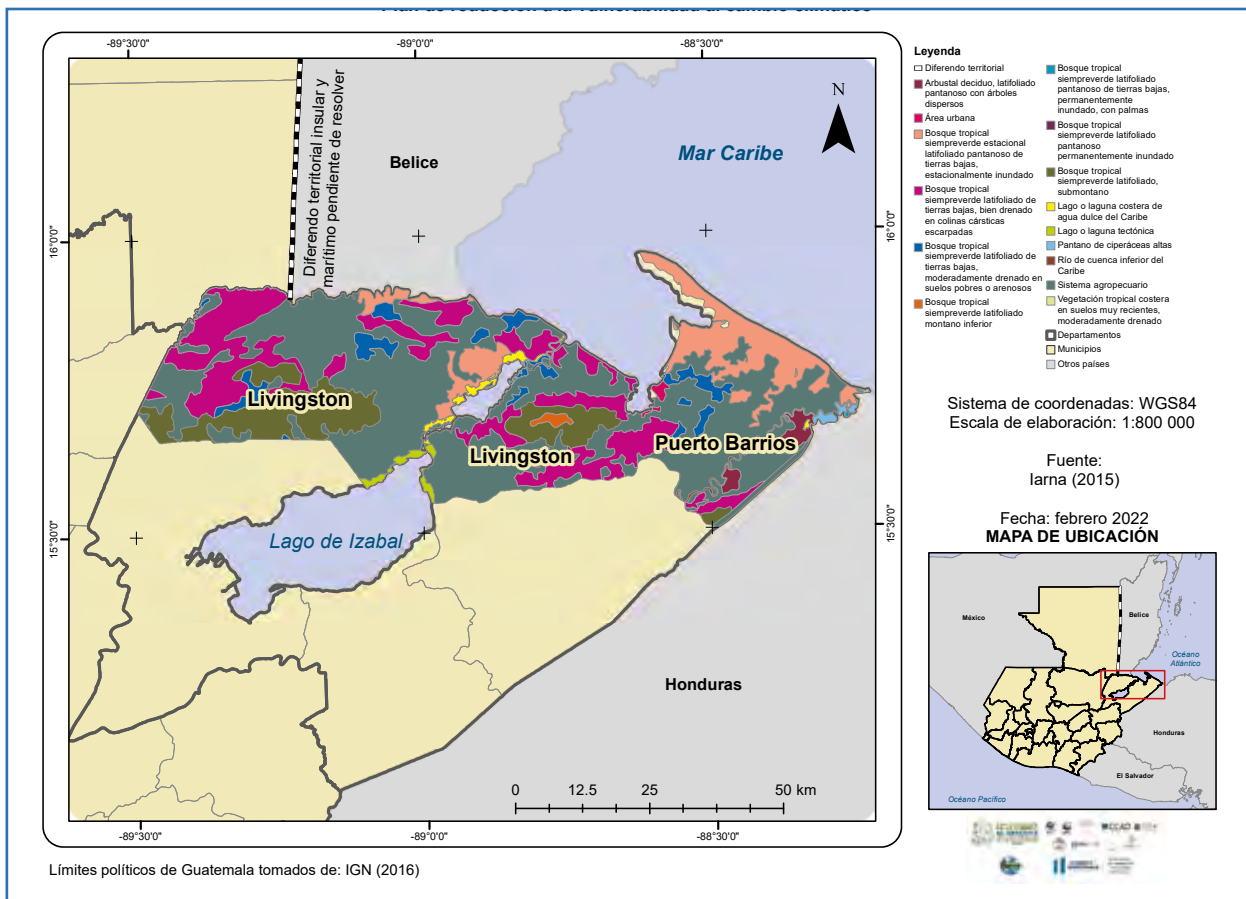 Plan de reducción a la vulnerabilidad al cambio climático
-89°30'0"
-89°0'0"
-88°30'0"
Diferendo territorial insular y
marítimo pendiente de resolver
Belice
Mar Caribe
N
16°0'0"
16°0'0"
Livingston
Livingston
Puerto Barrios
15°30'0"
15°30'0"
Lago de Izabal
Honduras
0 12.5 25 50 km
-89°30'0"
-89°0'0"
-88°30'0"
Límites políticos de Guatemala tomados de: IGN (2016)
Leyenda
Diferendo territorial
Arbustal deciduo, latifoliado
pantanoso con árboles
dispersos
Área urbana
Bosque tropical
siempreverde estacional
latifoliado pantanoso de
tierras bajas,
estacionalmente inundado
Bosque tropical
siempreverde latifoliado de
tierras bajas, bien drenado
en colinas cársticas
escarpadas
Bosque tropical
siempreverde latifoliado de
tierras bajas,
moderadamente drenado en
suelos pobres o arenosos
Bosque tropical
siempreverde latifoliado
montano inferior
Bosque tropical
siempreverde latifoliado
pantanoso de tierras bajas,
permanentemente
inundado, con palmas
Bosque tropical
siempreverde latifoliado
pantanoso
permanentemente inundado
Bosque tropical
siempreverde latifoliado,
submontano
Lago o laguna costera de
agua dulce del Caribe
Lago o laguna tectónica
Pantano de ciperáceas altas
Río de cuenca inferior del
Caribe
Sistema agropecuario
Vegetación tropical costera
en suelos muy recientes,
moderadamente drenado
Departamentos
Municipios
Otros países
Sistema de coordenadas: WGS84
Escala de elaboración: 1:800 000
Fuente:
Iarna (2015)
Fecha: febrero 2022
MAPA DE UBICACIÓN
México
Belice
Océano
Atlántico
Honduras
El Salvador
Océano Pacífico
CCAD